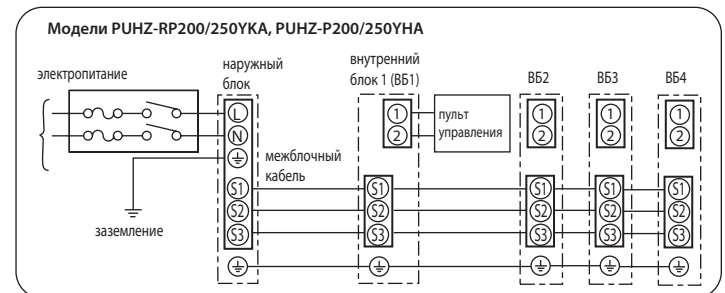 Модели PUHZ-RP200/250YKA, PUHZ-P200/250YHA
электропитание
наружный
блок
внутренний
блок 1 (ВБ1)
ВБ2
ВБ3
ВБ4
L
N
1
2
пульт
управления
1
2
1
2
1
2
межблочный
кабель
заземление
S1
S2
S3
S1
S2
S3
S1
S2
S3
S1
S2
S3
S1
S2
S3